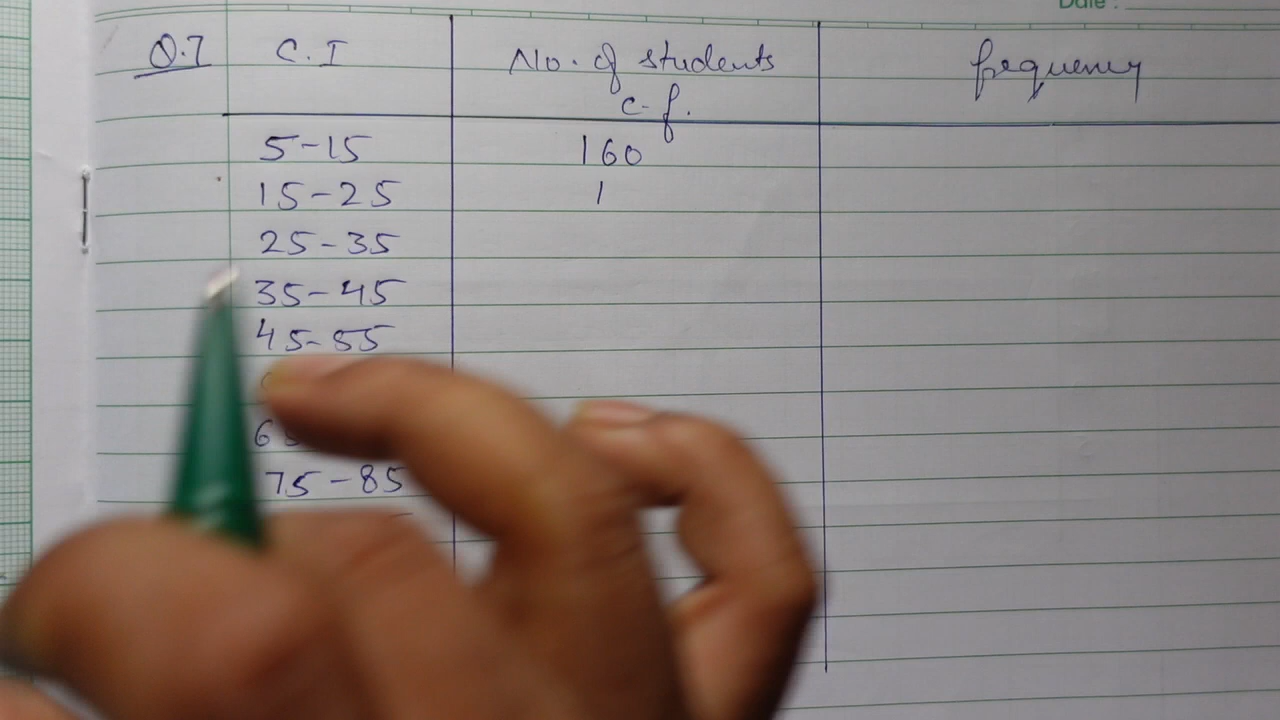 Date :
Q.7 C.I No. of students frequency
c.f.
5-15 160
15-25 1
25-35
35-45
45-55
75-85